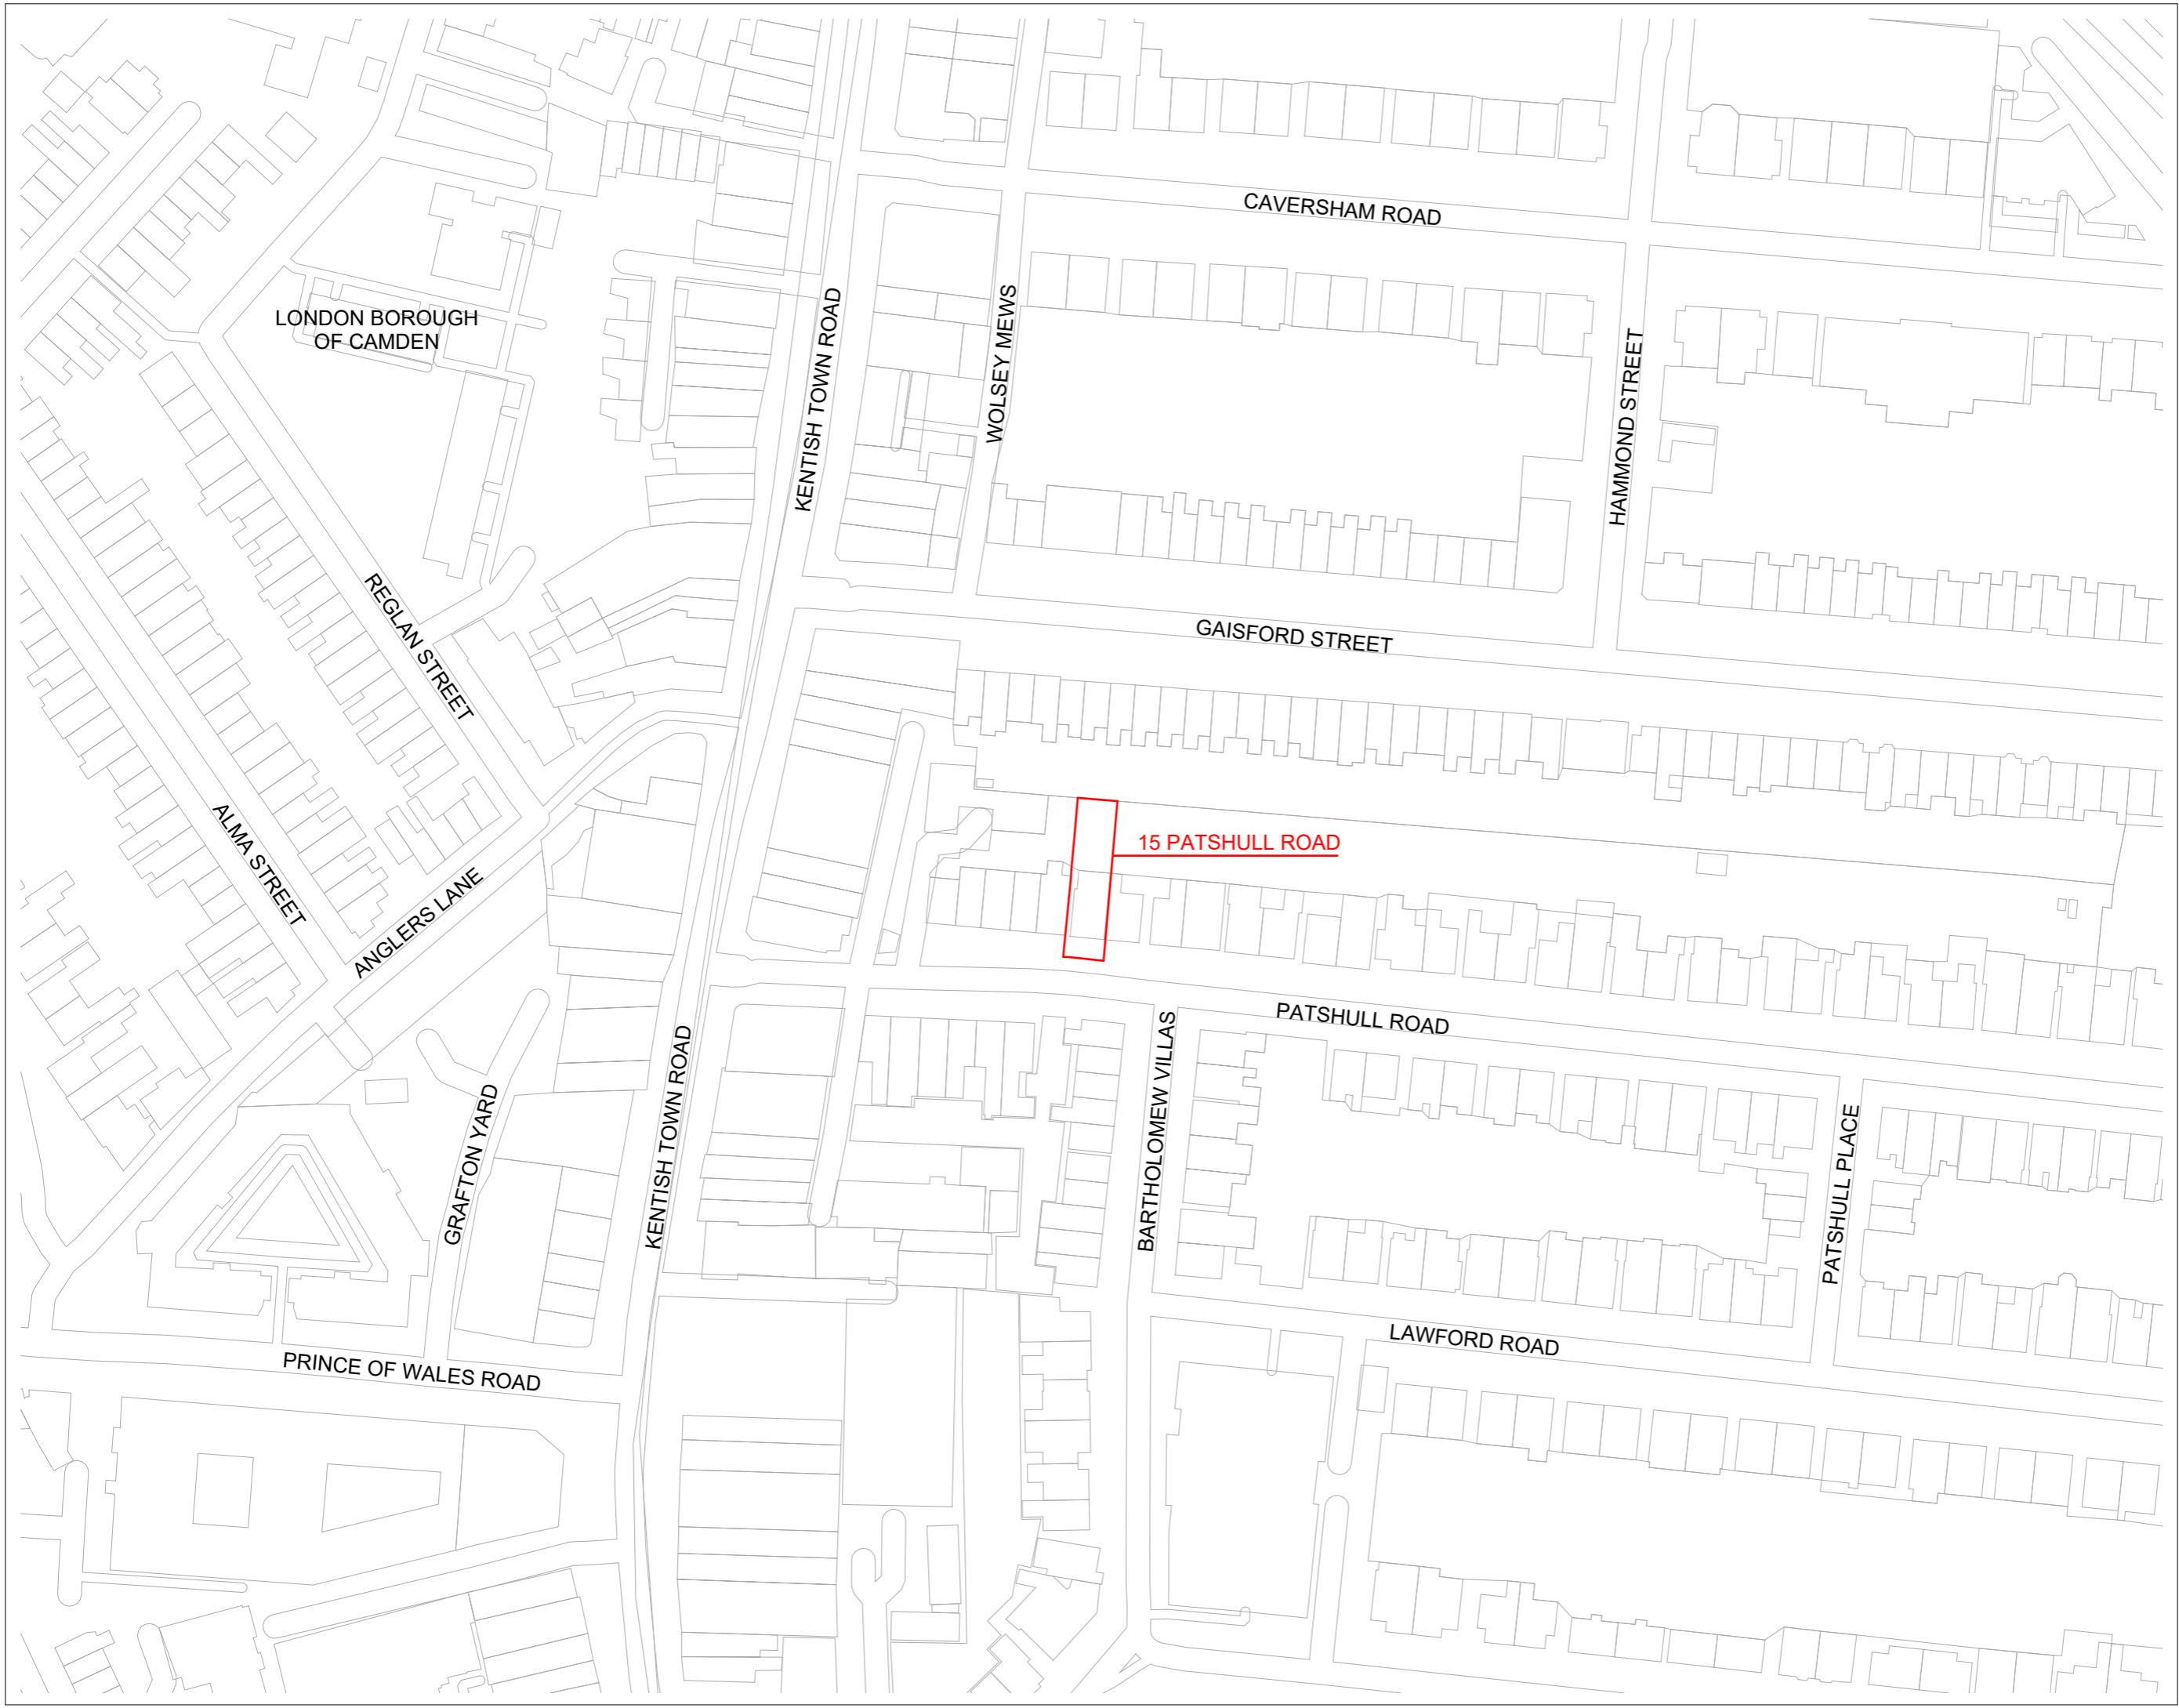 CAVERSHAM ROAD
LONDON BOROUGH
OF CAMDEN
KENTISH TOWN ROAD
WOLSEY MEWS
HAMMOND STREET
REGLAN STREET
GAISFORD STREET
ALMA STREET
15 PATSHULL ROAD
ANGLERS LANE
PATSHULL ROAD
GRAFTON YARD
KENTISH TOWN ROAD
BARTHOLOMEW VILLAS
PATSHULL PLACE
LAWFORD ROAD
PRINCE OF WALES ROAD